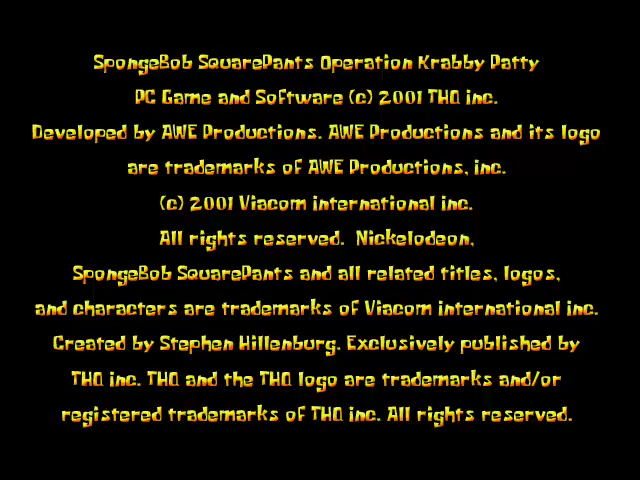 SpongeBob SquarePants Operation Krabby Patty
PC Game and Software (c) 2001 THQ inc.
Developed by AWE Productions. AWE Productions and its logo
are trademarks of AWE Productions, inc.
(c) 2001 Viacom international inc.
All rights reserved.  Nickelodeon,
SpongeBob SquarePants and all related titles, logos,
and characters are trademarks of Viacom international inc.
Created by Stephen Hillenburg. Exclusively published by
THQ inc. THQ and the THQ logo are trademarks and/or
registered trademarks of THQ inc. All rights reserved.